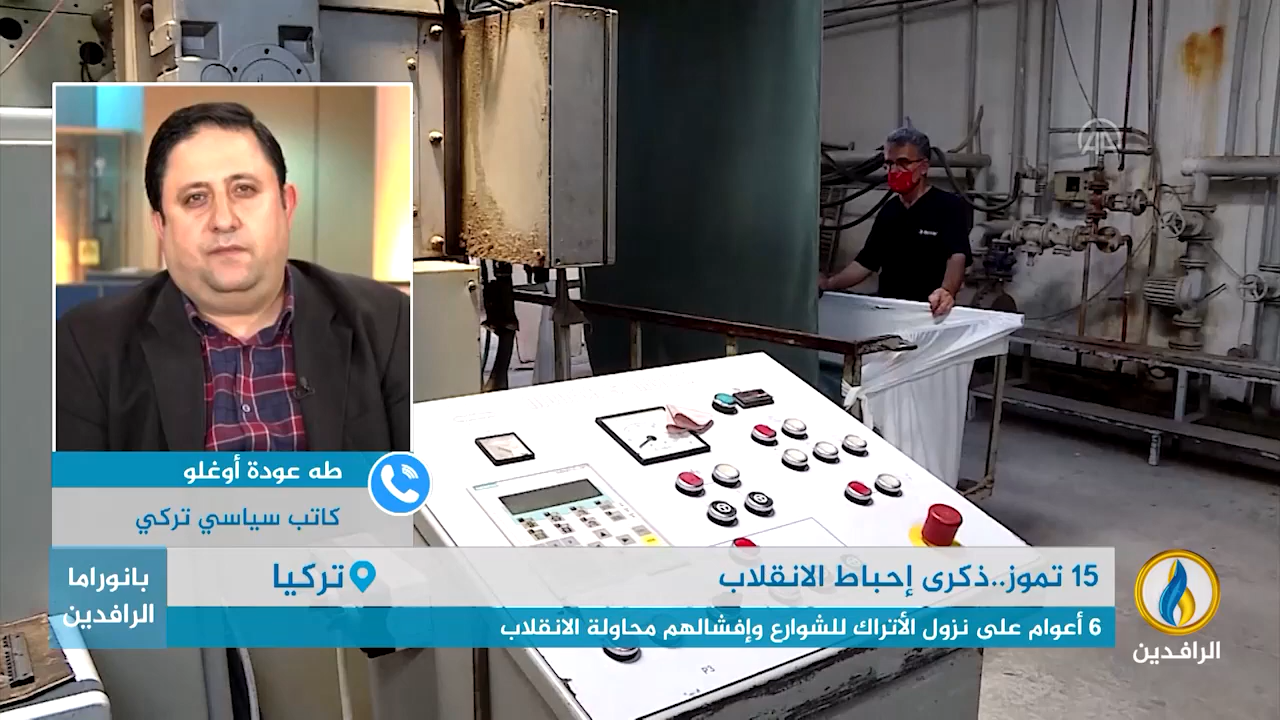 طه عودة أوغلو
كاتب سياسي تركي
15 تموز..ذكرى إحباط الانقلاب
تركيا
6 أعوام على نزول الأتراك للشوارع وإفشالهم محاولة الانقلاب
بانوراما
الرافدين
الرافدين
AA
P3